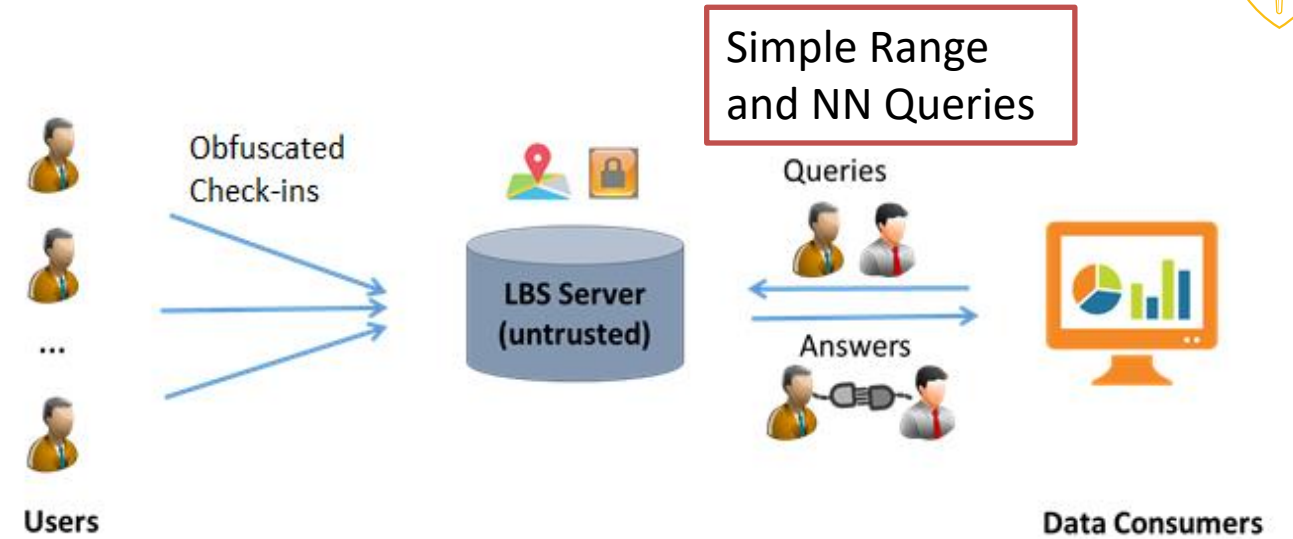 Simple Range
and NN Queries
Obfuscated
Check-ins
Queries
LBS Server
(untrusted)
...
Answers
Users
Data Consumers